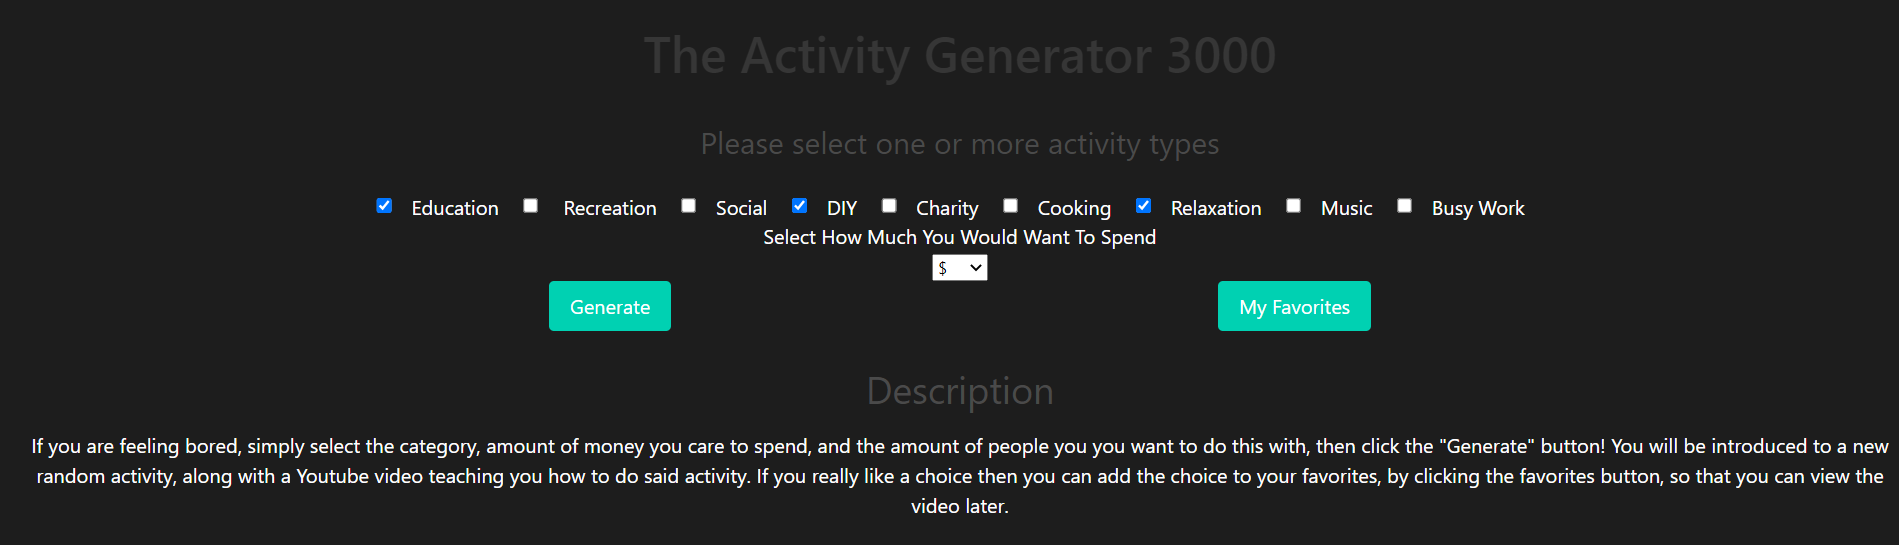 The Activity Generator 3000
Please select one or more activity types
Education Recreation Social DIY Charity Cooking Relaxation Music Busy Work
Select How Much You Would Want To Spend
$
Generate My Favorites
Description
If you are feeling bored, simply select the category, amount of money you care to spend, and the amount of people you you want to do this with, then click the "Generate" button! You will be introduced to a new
random activity, along with a Youtube video teaching you how to do said activity. If you really like a choice then you can add the choice to your favorites, by clicking the favorites button, so that you can view the
video later.